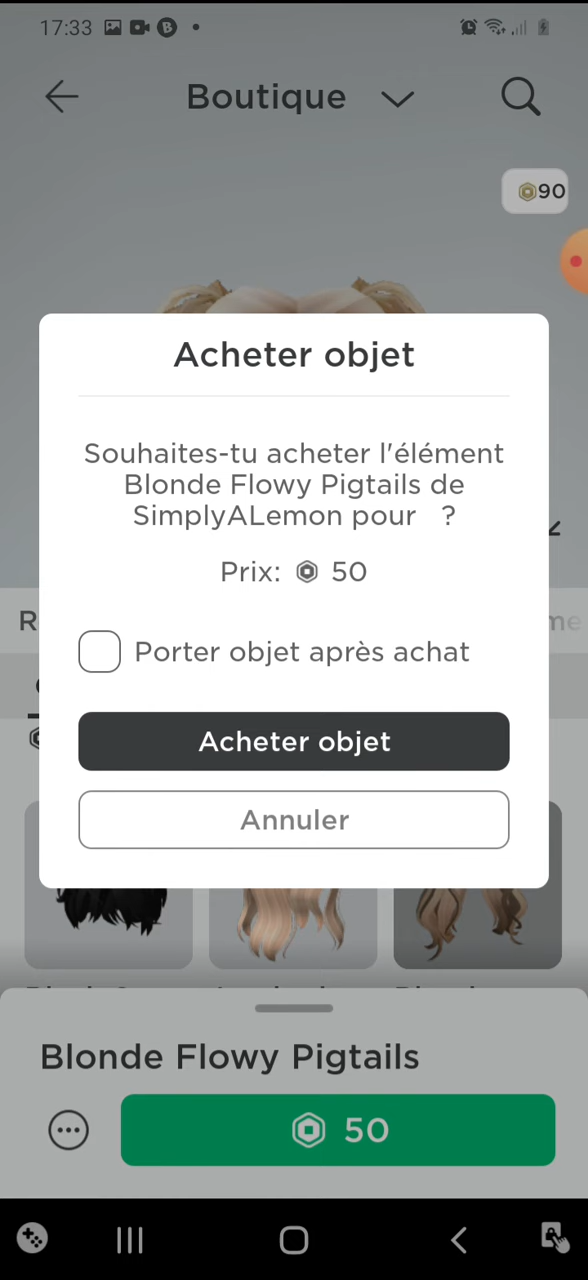 17:33
Boutique
90
Acheter objet
Souhaites-tu acheter l'élément
Blonde Flowy Pigtails de
SimplyALemon pour ?
Prix: 50
R
me
Porter objet après achat
Acheter objet
Annuler
Blonde Flowy Pigtails
50